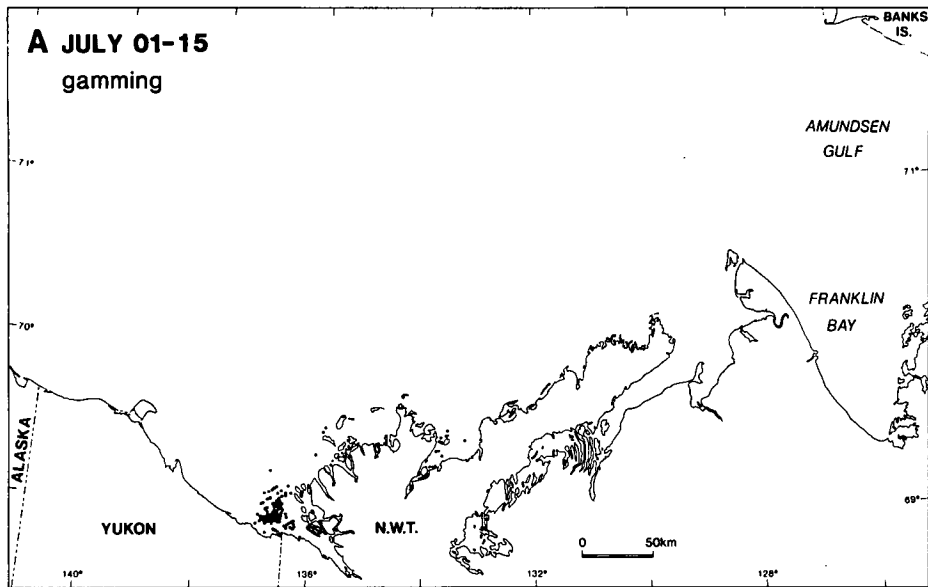 A JULY 01-15
gamming
BANKS
IS.
AMUNDSEN
GULF
71°
71°
FRANKLIN
BAY
70°
70°
ALASKA
YUKON
N.W.T.
69°
0 50km
140°
136°
132°
128°